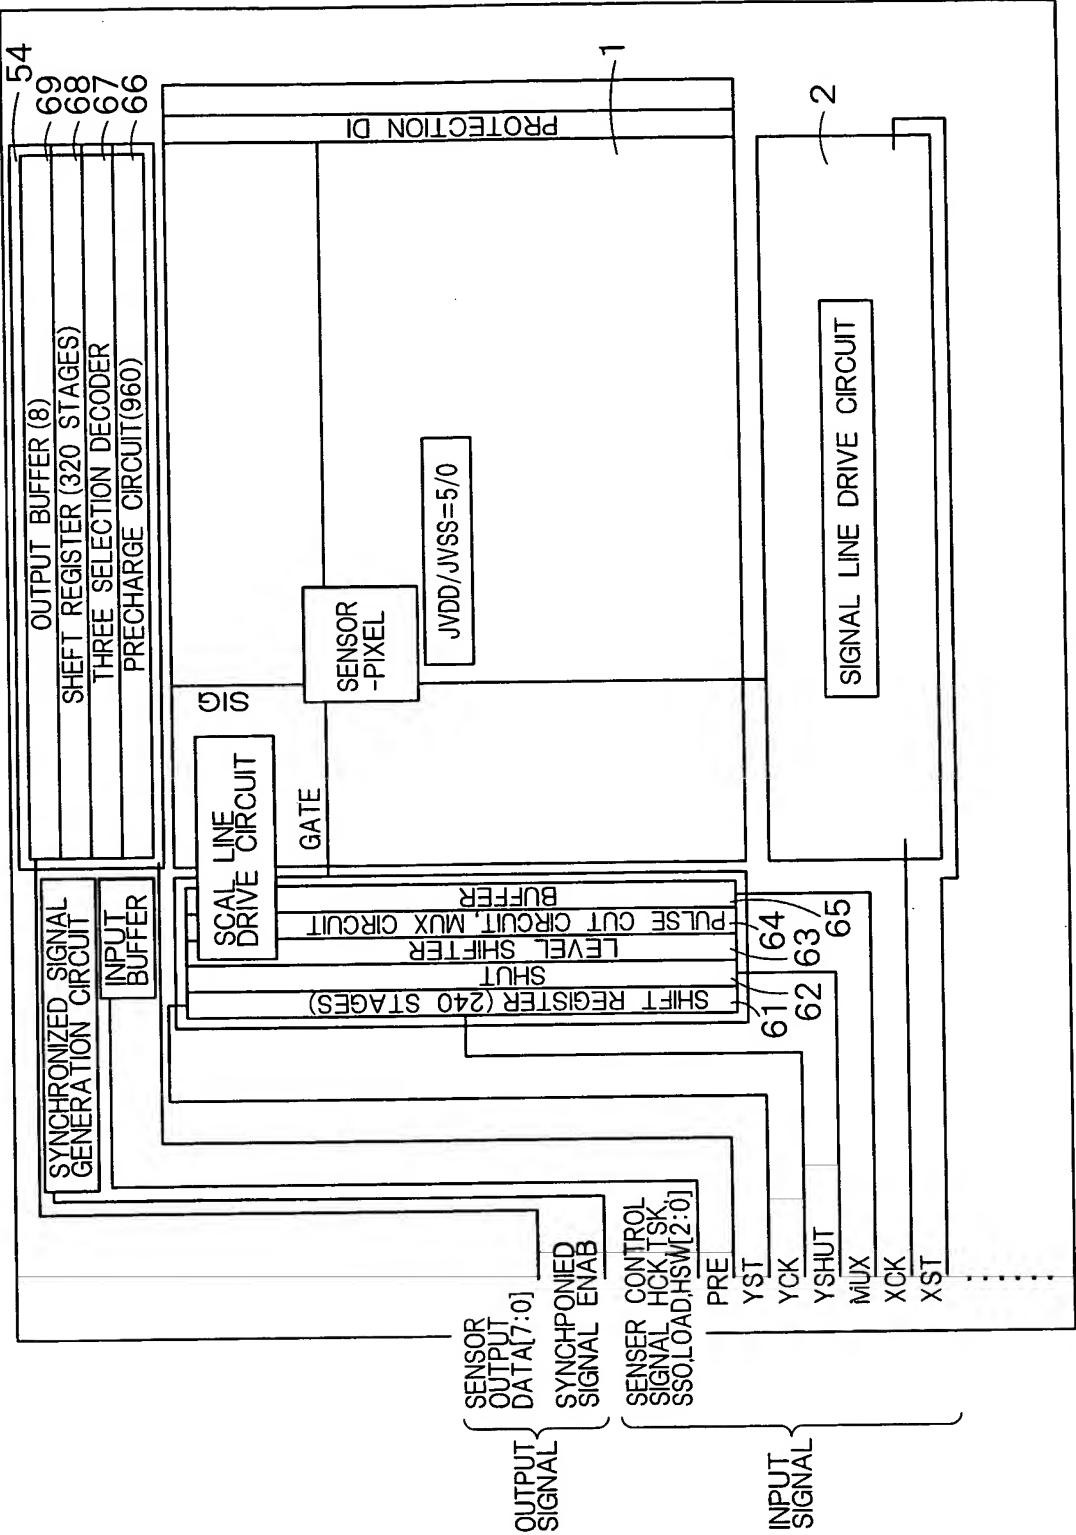 54
69
68
67
66
OUTPUT BUFFER (8)
SHEFT REGISTER (320 STAGES)
THREE SELECTION DECODER
PRECHARGE CIRCUIT(960)
SYNCHRONIZED SIGNAL
GENERATION CIRCUIT
INPUT
BUFFER
SCAL LINE
DRIVE CIRCUIT
SIG
GATE
SENSOR
-PIXEL
JVDD/JVSS=5/0
PROTECTION DI
1
2
SIGNAL LINE DRIVE CIRCUIT
BUFFER
PULSE CUT CIRCUIT, MUX CIRCUIT
LEVEL SHIFTER
SHUT
SHIFT REGISTER (240 STAGES)
65
64
63
62
61
OUTPUT
SIGNAL
SENSOR
OUTPUT
DATA[7:0]
SYNCHPONIED
SIGNAL ENAB
INPUT
SIGNAL
SENSER CONTROL
SIGNAL HCK,TSK,
SSO,LOAD,HSW[2:0]
PRE
YST
YCK
YSHUT
MUX
XCK
XST